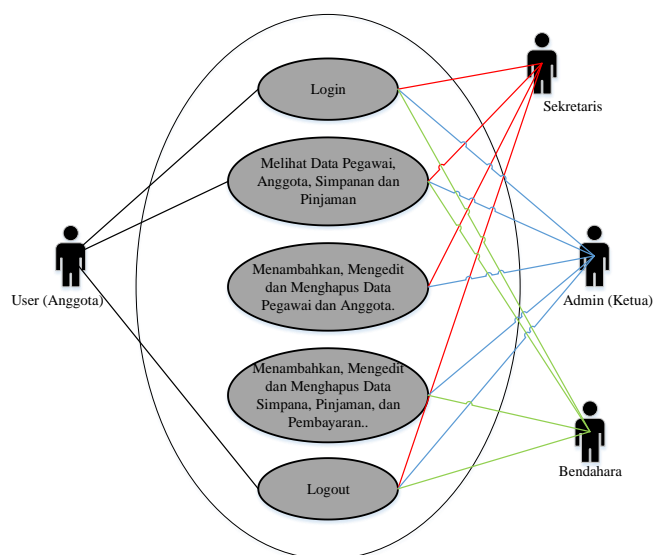 Login
Sekretaris
Melihat Data Pegawai,
Anggota, Simpanan dan
Pinjaman
User (Anggota)
Menambahkan, Mengedit
dan Menghapus Data
Pegawai dan Anggota.
Admin (Ketua)
Menambahkan, Mengedit
dan Menghapus Data
Simpana, Pinjaman, dan
Pembayaran..
Bendahara
Logout